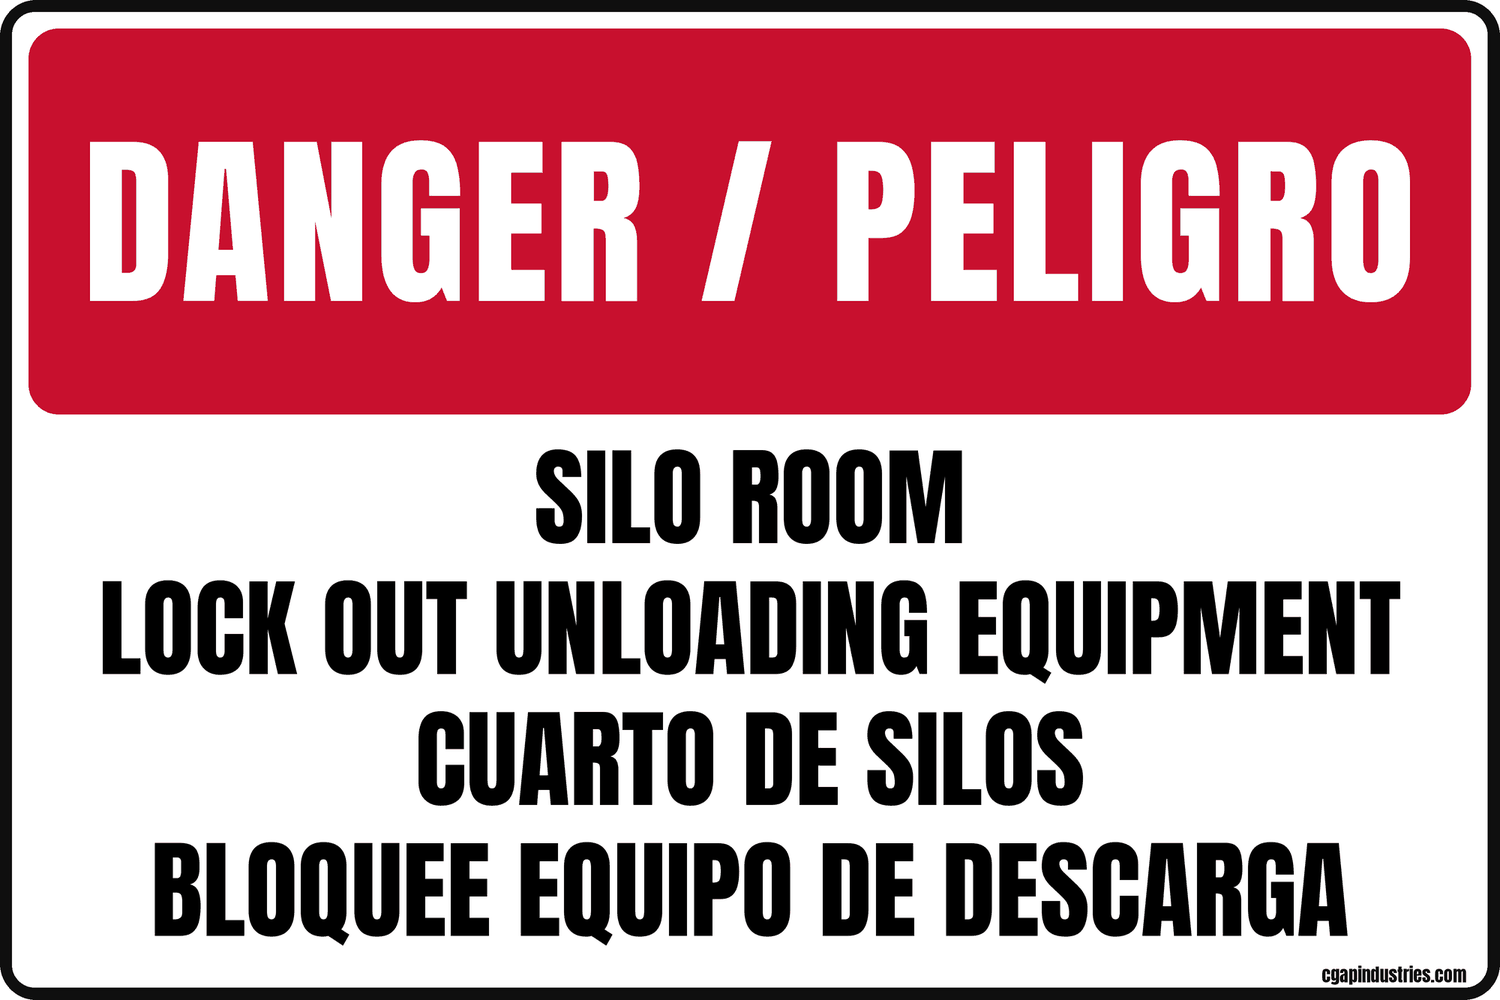 DANGER / PELIGRO
SILO ROOM
LOCK OUT UNLOADING EQUIPMENT
CUARTO DE SILOS
BLOQUEE EQUIPO DE DESCARGA
cgapindustries.com